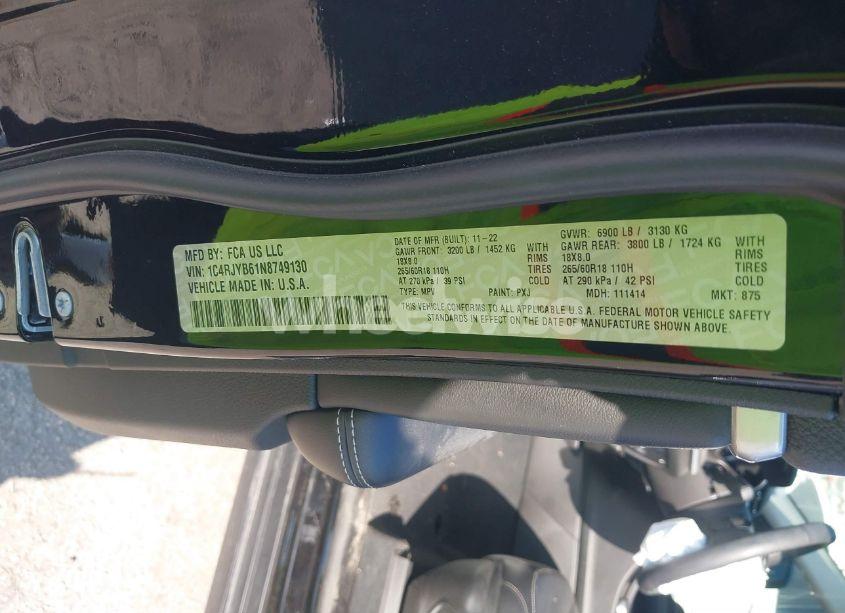 MFD BY: FCA US LLC
VIN: 1C4RJYB61N8749130
VEHICLE MADE IN: U.S.A.
DATE OF MFR (BUILT): 11-22
GAWR FRONT: 3200 LB / 1452 KG WITH
18X8.0 RIMS
265/60R18 110H TIRES
AT 270 kPa / 39 PSI COLD
TYPE: MPV PAINT: PXJ
GVWR: 6900 LB / 3130 KG
GAWR REAR: 3800 LB / 1724 KG WITH
18X8.0 RIMS
265/60R18 110H TIRES
AT 290 kPa / 42 PSI COLD
MDH: 111414 MKT: 875
THIS VEHICLE CONFORMS TO ALL APPLICABLE U.S.A. FEDERAL MOTOR VEHICLE SAFETY
STANDARDS IN EFFECT ON THE DATE OF MANUFACTURE SHOWN ABOVE.